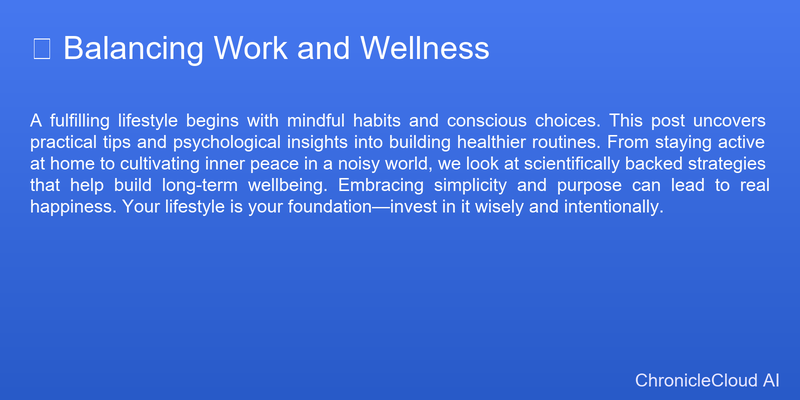 Balancing Work and Wellness
A fulfilling lifestyle begins with mindful habits and conscious choices. This post uncovers
practical tips and psychological insights into building healthier routines. From staying active
at home to cultivating inner peace in a noisy world, we look at scientifically backed strategies
that help build long-term wellbeing. Embracing simplicity and purpose can lead to real
happiness. Your lifestyle is your foundation—invest in it wisely and intentionally.
ChronicleCloud AI